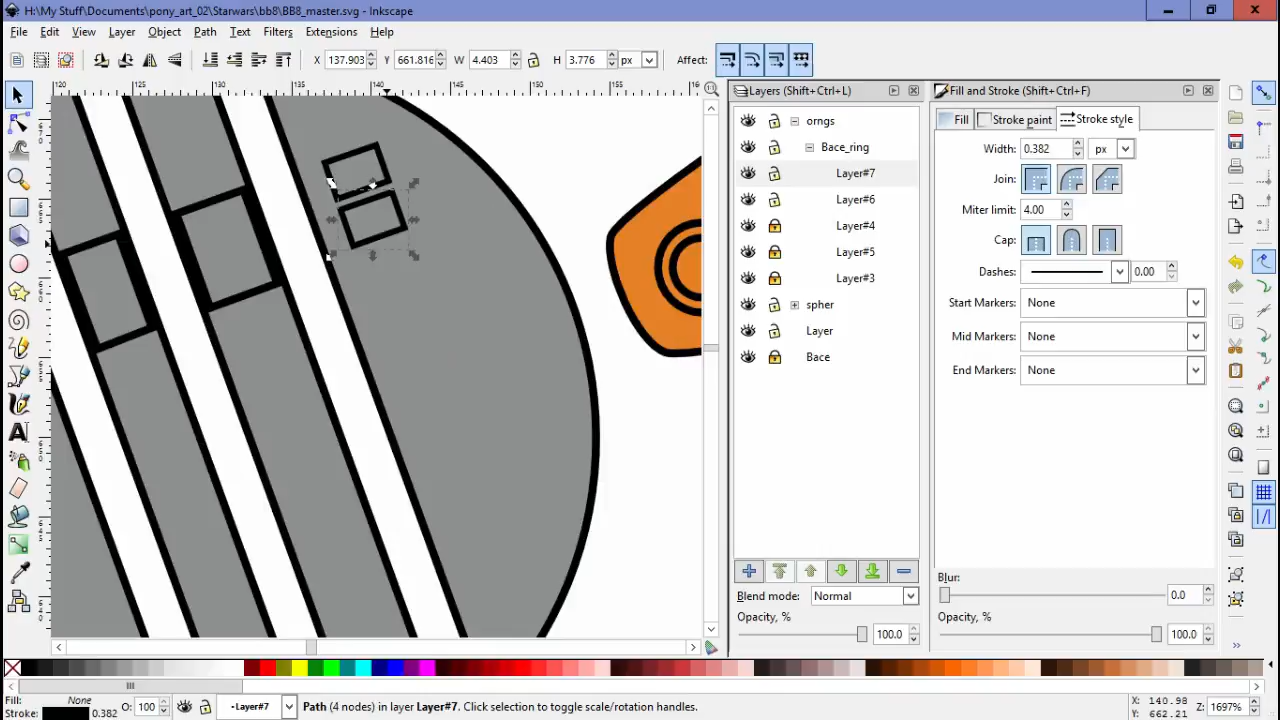 H:\My Stuff\Documents\pony_art_02\Starwars\bb8\BB8_master.svg - Inkscape
File Edit View Layer Object Path Text Filters Extensions Help
X 137.903 Y 661.816 W 4.403 H 3.776 px Affect:
Layers (Shift+Ctrl+L) Fill and Stroke (Shift+Ctrl+F)
orngs
Bace_ring
Layer#7
Layer#6
Layer#4
Layer#5
Layer#3
spher
Layer
Bace
Fill Stroke paint Stroke style
Width: 0.382 px
Join:
Miter limit: 4.00
Cap:
Dashes: 0.00
Start Markers: None
Mid Markers: None
End Markers: None
Blend mode: Normal
Opacity, %
100.0
Blur:
0.0
Opacity, %
100.0
Fill: None
Stroke: 0.382 O: 100 -Layer#7 Path (4 nodes) in layer Layer#7. Click selection to toggle scale/rotation handles.
X: 140.98
Y: 662.21
Z: 1697%